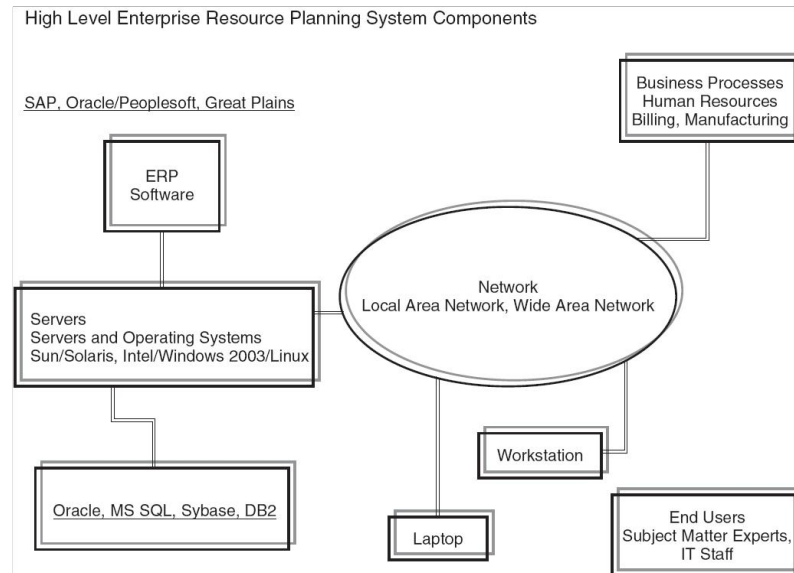 High Level Enterprise Resource Planning System Components
SAP, Oracle/Peoplesoft, Great Plains
Business Processes
Human Resources
Billing, Manufacturing
ERP
Software
Network
Local Area Network, Wide Area Network
Servers
Servers and Operating Systems
Sun/Solaris, Intel/Windows 2003/Linux
Workstation
Oracle, MS SQL, Sybase, DB2
Laptop
End Users
Subject Matter Experts,
IT Staff